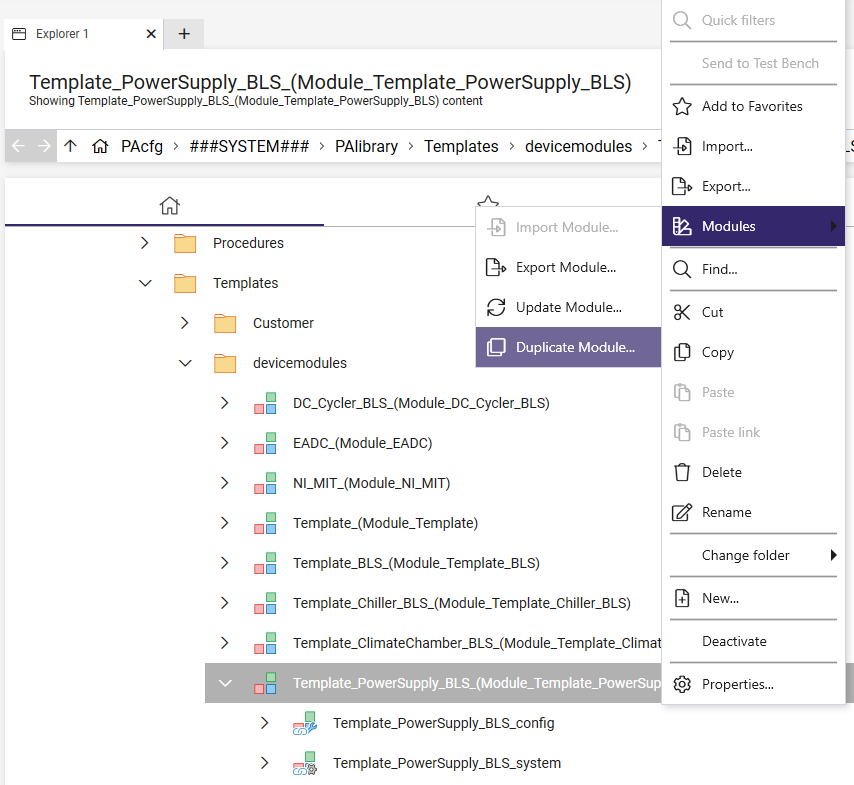 Explorer 1
Template_PowerSupply_BLS_(Module_Template_PowerSupply_BLS)
Showing Template_PowerSupply_BLS_(Module_Template_PowerSupply_BLS) content
PAcfg > ###SYSTEM### > PAlibrary > Templates > devicemodules >
Procedures
Templates
Customer
devicemodules
DC_Cycler_BLS_(Module_DC_Cycler_BLS)
EADC_(Module_EADC)
NI_MIT_(Module_NI_MIT)
Template_(Module_Template)
Template_BLS_(Module_Template_BLS)
Template_Chiller_BLS_(Module_Template_Chiller_BLS)
Template_ClimateChamber_BLS_(Module_Template_Climat
Template_PowerSupply_BLS_(Module_Template_PowerSup
Template_PowerSupply_BLS_config
Template_PowerSupply_BLS_system
Import Module...
Export Module...
Update Module...
Duplicate Module...
Quick filters
Send to Test Bench
Add to Favorites
Import...
Export...
Modules
Find...
Cut
Copy
Paste
Paste link
Delete
Rename
Change folder
New...
Deactivate
Properties...